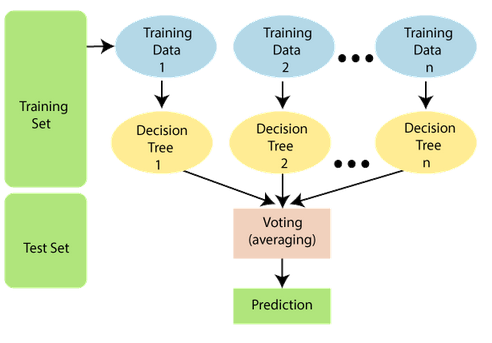 Training
Set
Test Set
Training
Data
1
Training
Data
2
Training
Data
n
Decision
Tree
1
Decision
Tree
2
Decision
Tree
n
Voting
(averaging)
Prediction